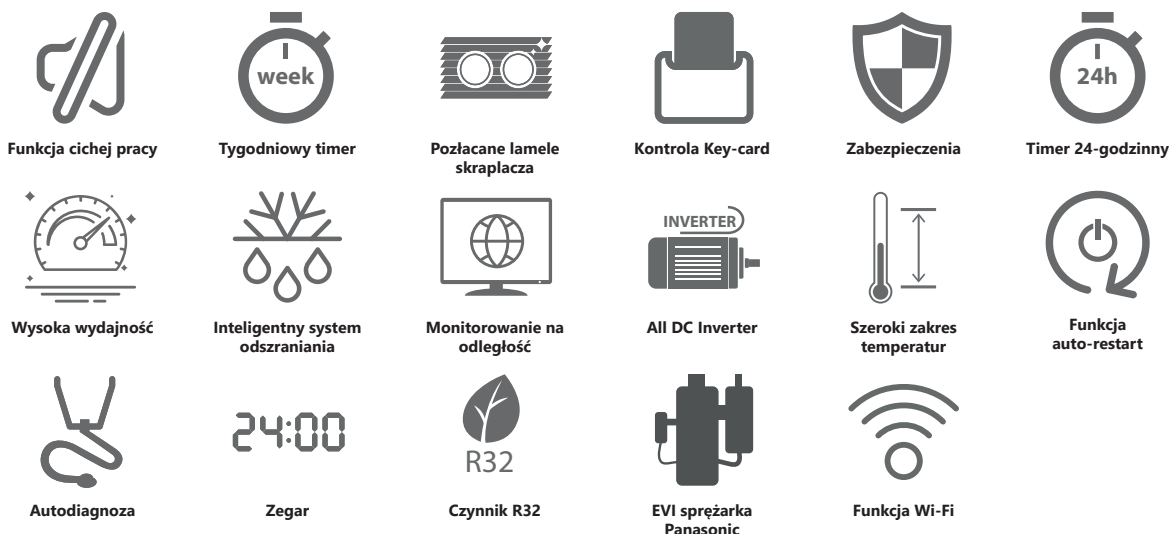 week
24h
Funkcja cichej pracy
Tygodniowy timer
Pozłacane lamele
skraplacza
Kontrola Key-card
Zabezpieczenia
Timer 24-godzinny
INVERTER
Wysoka wydajność
Inteligentny system
odszraniania
Monitorowanie na
odległość
All DC Inverter
Szeroki zakres
temperatur
Funkcja
auto-restart
24:00
R32
Autodiagnoza
Zegar
Czynnik R32
EVI sprężarka
Panasonic
Funkcja Wi-Fi